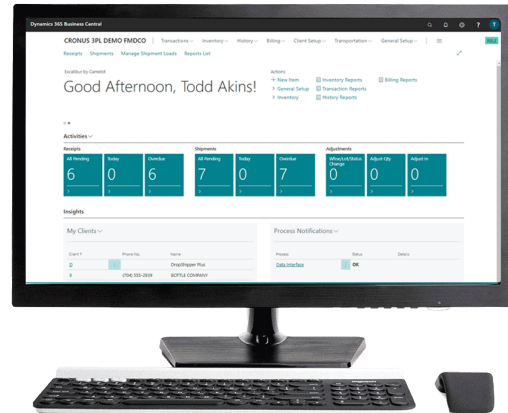 Dynamics 365 Business Central
CRONUS 3PL DEMO FMDCO Transactions Inventory History Billing Client Setup Transportation General Setup
Receipts Shipments Manage Shipment Loads Reports List
Excalibur by Camelot
Good Afternoon, Todd Akins!
Actions
+ New Item Inventory Reports Billing Reports
> General Setup Transaction Reports
> Inventory History Reports
Activities
Receipts Shipments Adjustments
All Pending Today Overdue All Pending Today Overdue Whse/Lot/Status Change Adjust Qty Adjust In
6 0 6 7 0 7 0 0 0
Insights
My Clients Process Notifications
Client # Phone No. Name Process Status Details
D DropShipper Plus Data Interface OK
(704) 555-2939 BOTTLE COMPANY